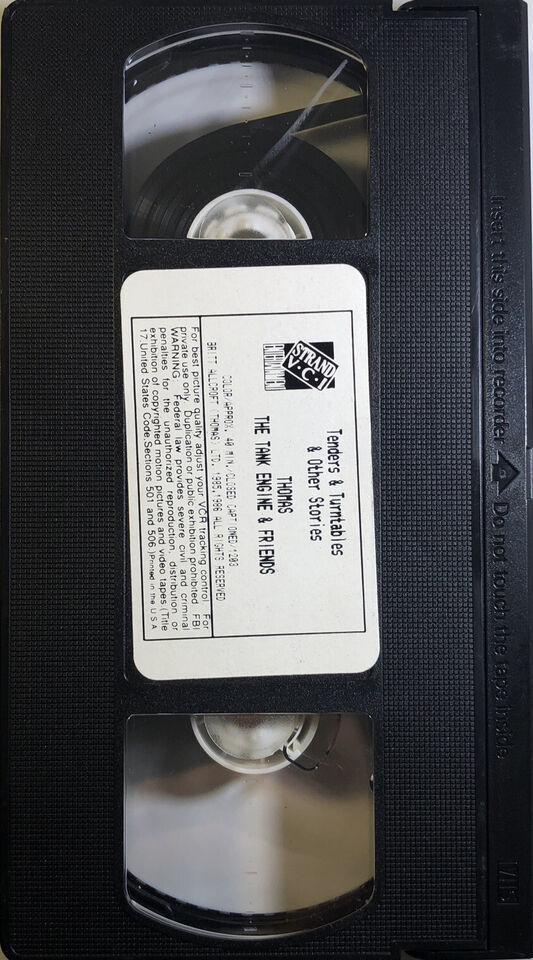 STRAND
V·C·I
Tenders & Turntables
& Other Stories
THOMAS
THE TANK ENGINE & FRIENDS
COLOR/APPROX. 40 MIN./CLOSED CAPTIONED/1203
BRITT ALLCROFT (THOMAS) LTD. 1985,1986 ALL RIGHTS RESERVED
For best picture quality adjust your VCR tracking control. For
private use only. Duplication or public exhibition prohibited. FBI
WARNING: Federal law provides severe civil and criminal
penalties for the unauthorized reproduction, distribution or
exhibition of copyrighted motion pictures and video tapes (Title
17, United States Code, Sections 501 and 506.) Printed in the U.S.A.
Insert this side into recorder Do not touch the tape inside